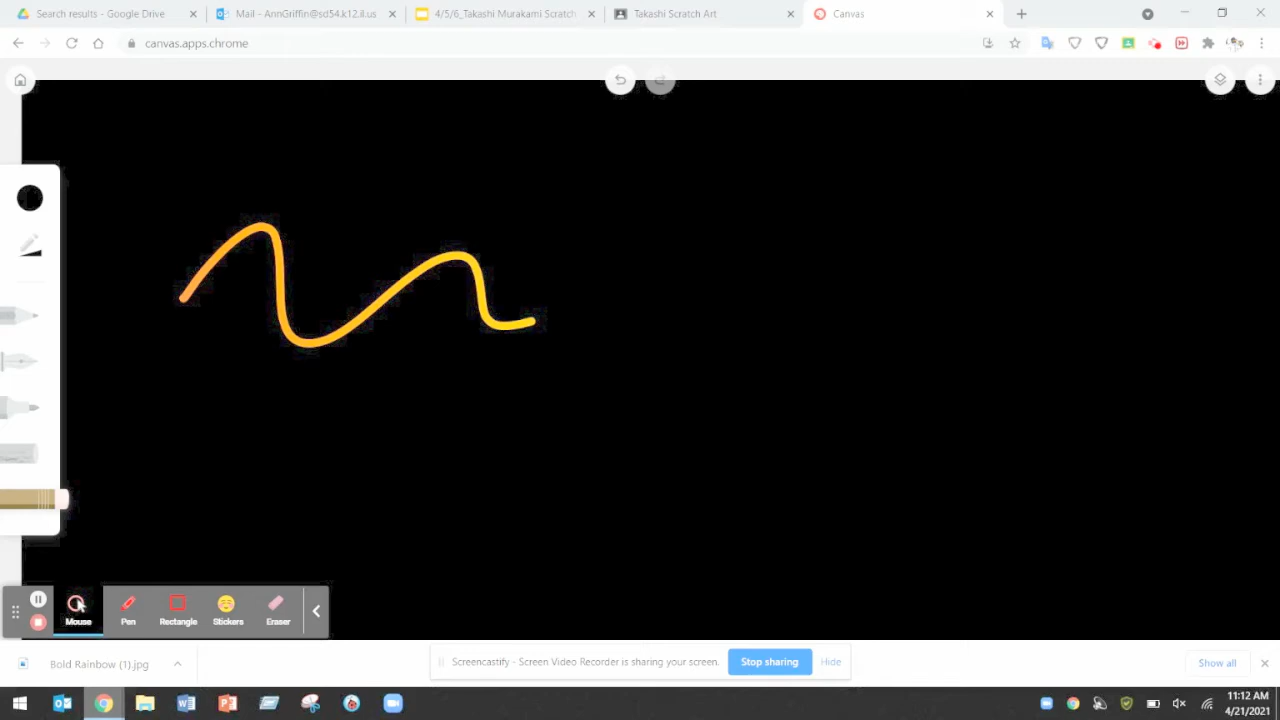 Search results - Google Drive
Mail - AnnGriffin@sd54.k12.il.us
4/5/6_Takashi Murakami Scratch
Takashi Scratch Art
Canvas
canvas.apps.chrome
Mouse
Pen
Rectangle
Stickers
Eraser
Bold Rainbow (1).jpg
Screencastify - Screen Video Recorder is sharing your screen.
Stop sharing
Hide
Show all
11:12 AM
4/21/2021